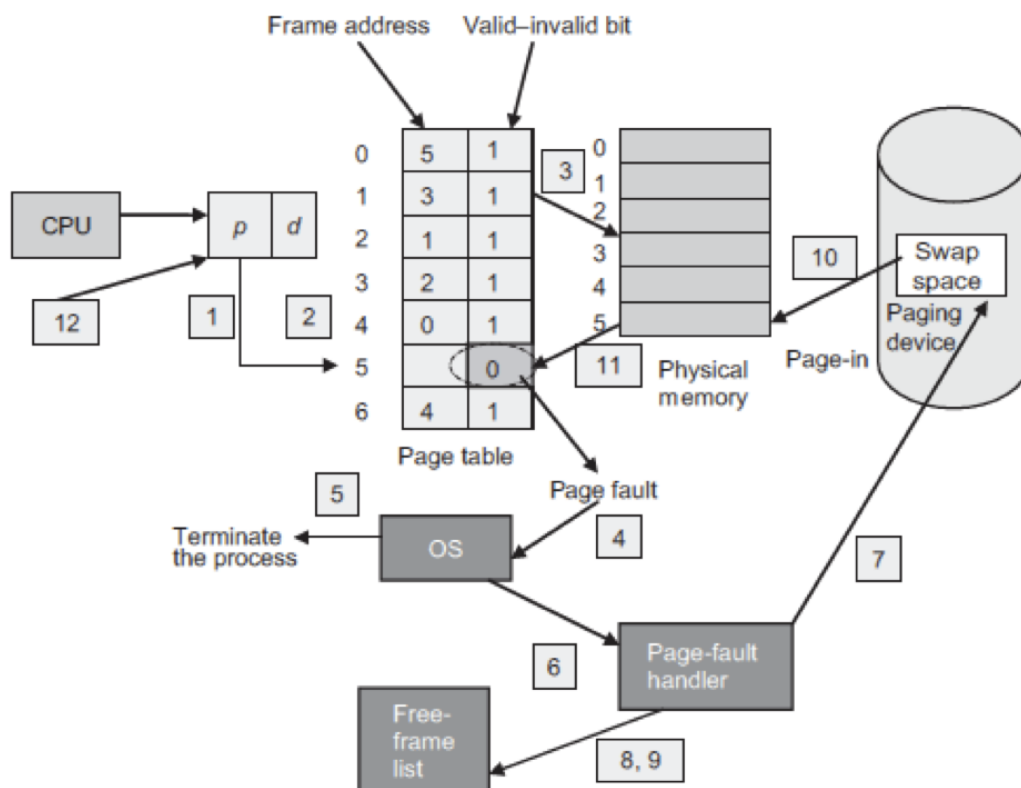 Frame address
Valid–invalid bit
0 5 1
1 3 1
2 1 1
3 2 1
4 0 1
5 0
6 4 1
Page table
CPU
p d
12
1
2
3
0
1
2
3
4
5
Physical
memory
10
11
Page-in
Swap
space
Paging
device
Page fault
4
5
Terminate
the process
OS
6
7
Page-fault
handler
Free-
frame
list
8, 9